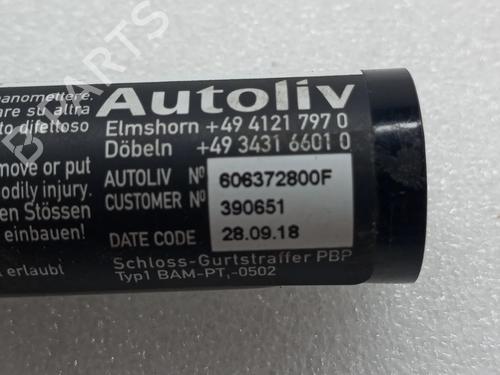 anomettere.
are su altra
to difettoso
move or put
odily injury.
en Stössen
einbauen!
erlaubt
Autoliv
Elmshorn +49 4121 797 0
Döbeln +49 3431 6601 0
AUTOLIV Nº 606372800F
CUSTOMER Nº 390651
DATE CODE 28.09.18
Schloss-Gurtstraffer PBP
Typ1 BAM-PT,-0502
B PARTS